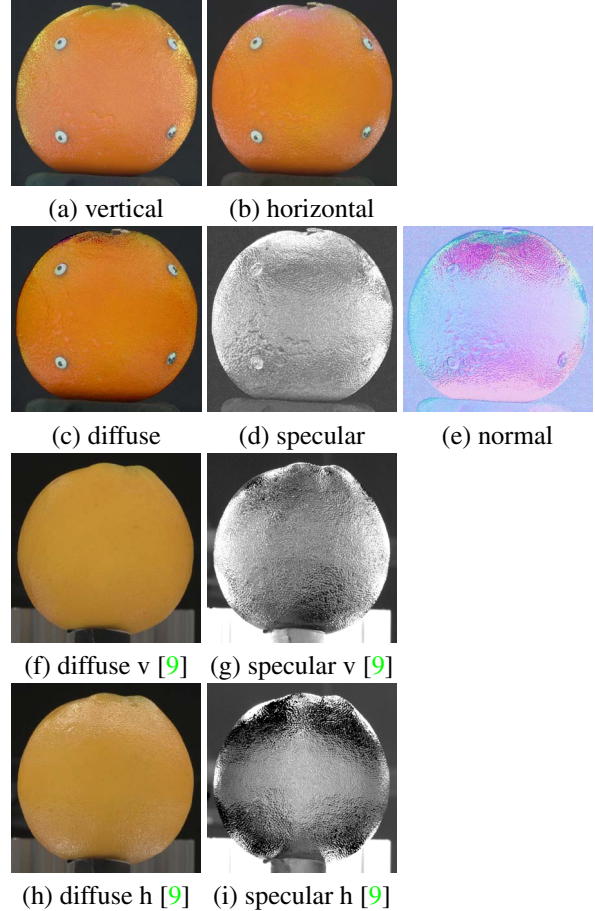 (a) vertical (b) horizontal
(c) diffuse (d) specular (e) normal
(f) diffuse v [9] (g) specular v [9]
(h) diffuse h [9] (i) specular h [9]